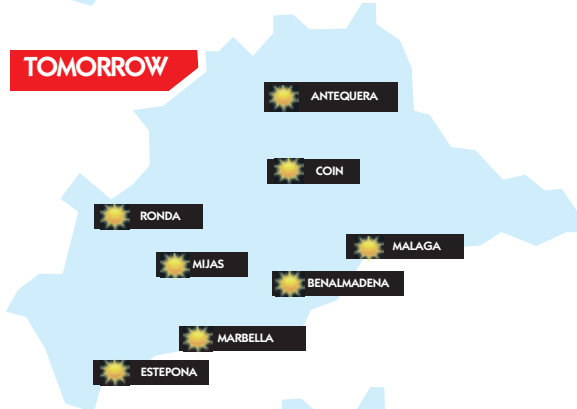 TOMORROW
ANTEQUERA
COIN
RONDA
MALAGA
MIJAS
BENALMADENA
MARBELLA
ESTEPONA